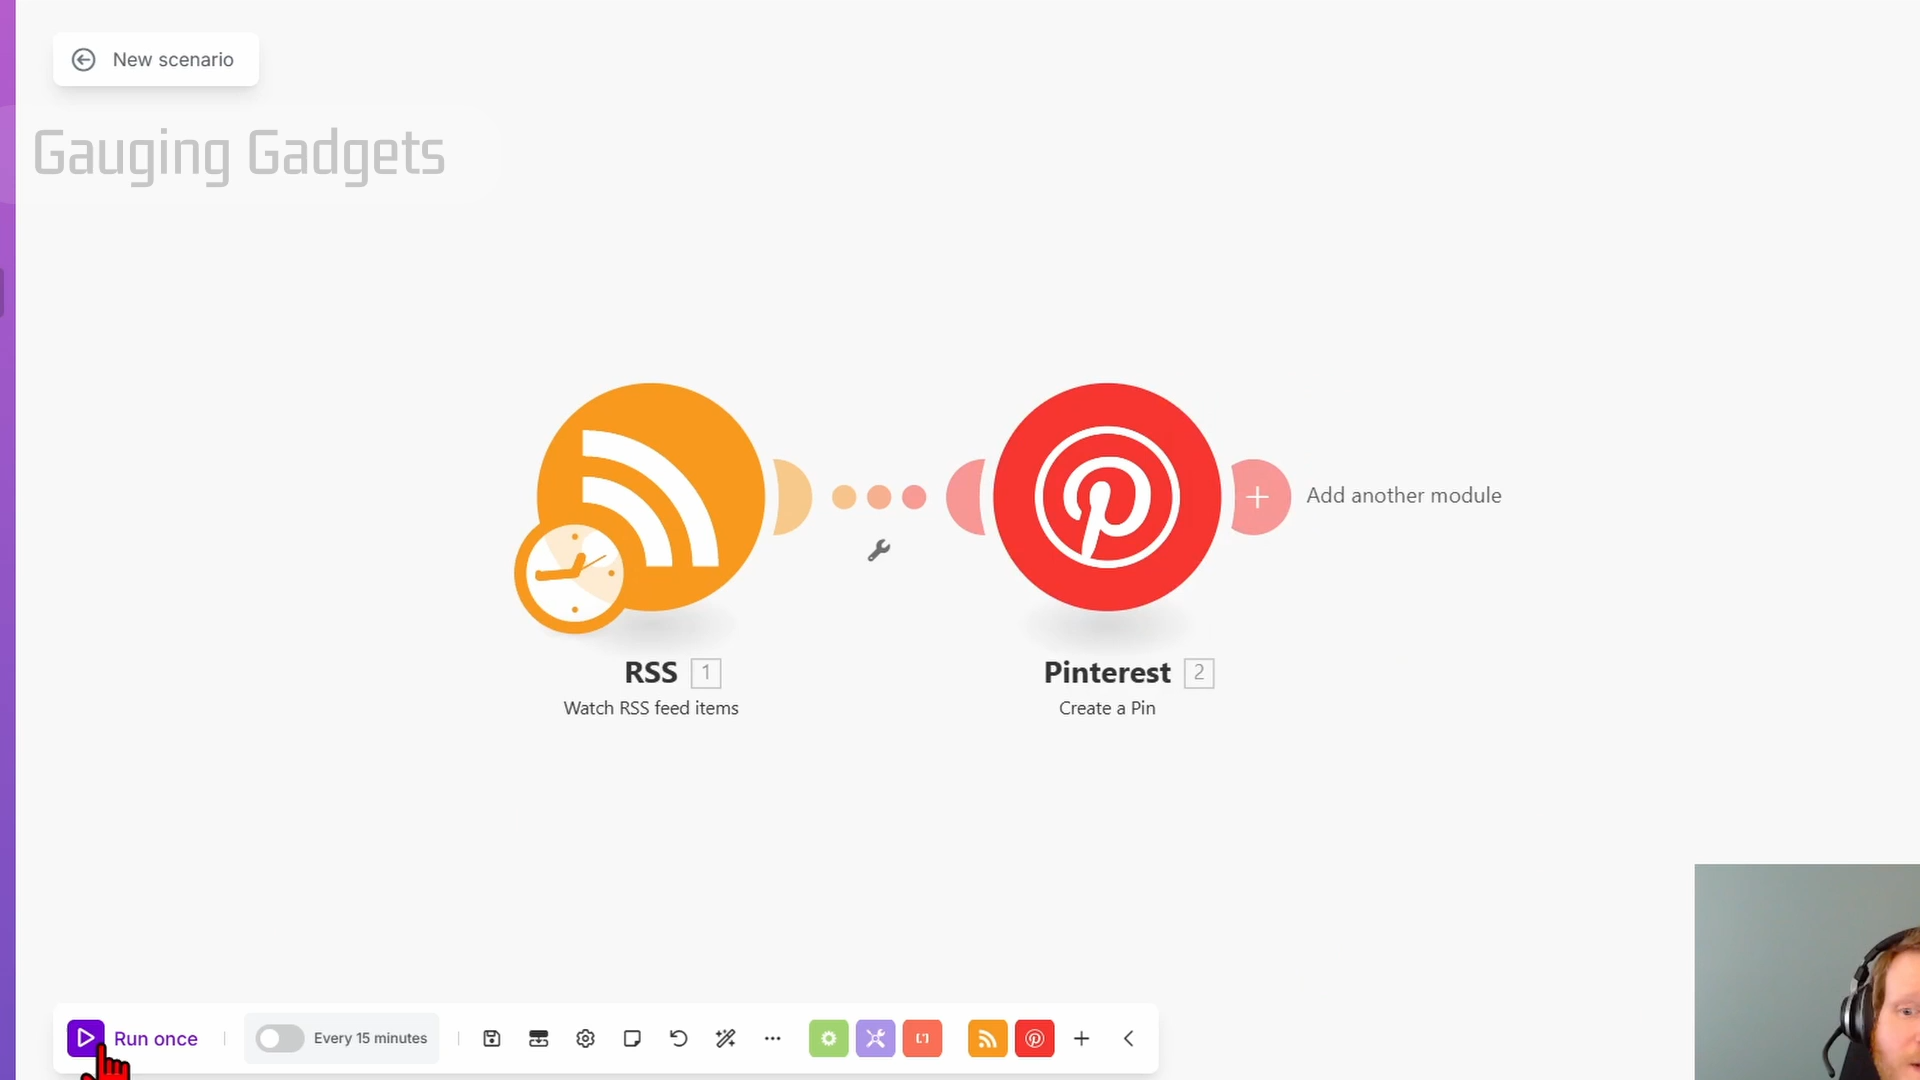 New scenario
Gauging Gadgets
Add another module
RSS 1
Watch RSS feed items
Pinterest 2
Create a Pin
Run once
Every 15 minutes